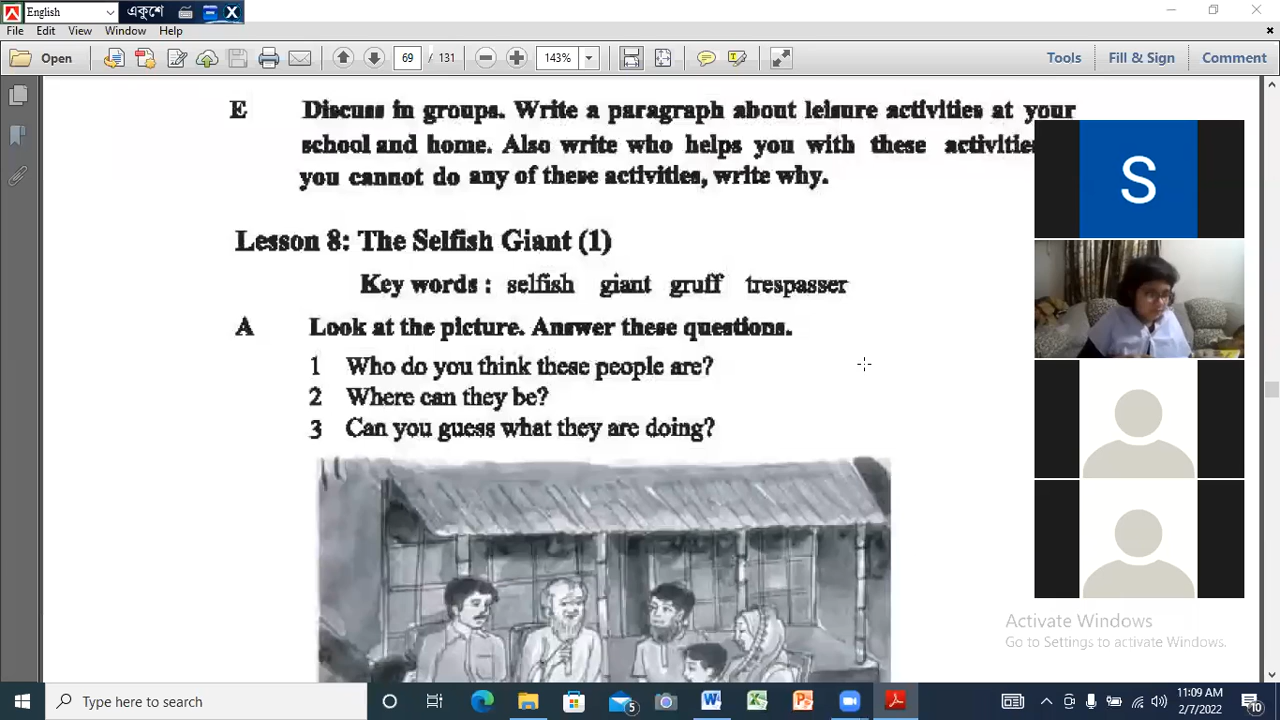 English
একুশে
File Edit View Window Help
Open
69 / 131
143%
Tools
Fill & Sign
Comment
E Discuss in groups. Write a paragraph about leisure activities at your
school and home. Also write who helps you with these
you cannot do any of these activities, write why.
Lesson 8: The Selfish Giant (1)
Key words : selfish giant gruff trespasser
A Look at the picture. Answer these questions.
1 Who do you think these people are?
2 Where can they be?
3 Can you guess what they are doing?
S
Activate Windows
Go to Settings to activate Windows.
Type here to search
5
11:09 AM
2/7/2022
10